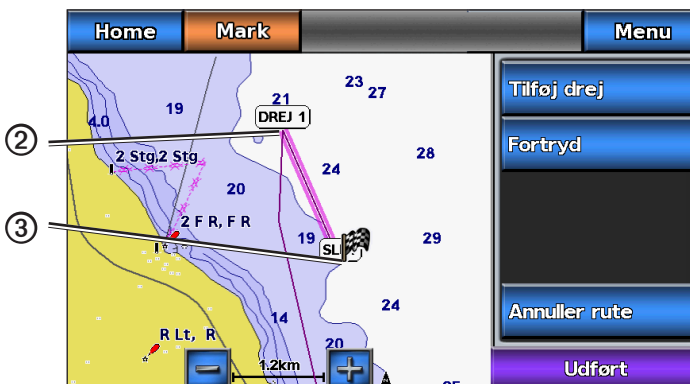 Home
Mark
Menu
23
27
21
19
4.0
DREJ 1
Tilføj drej
②
Fortryd
2 Stg,2 Stg
24
28
20
2 F R, F R
③
19
SL
29
24
Annuller rute
14
R Lt, R
20
1.2km
Udført